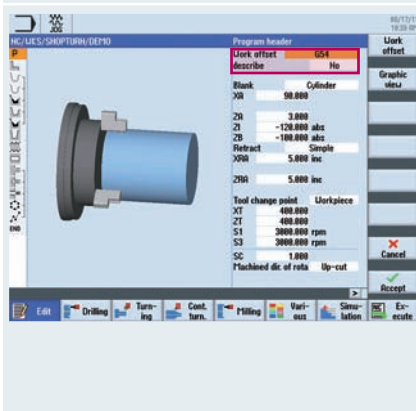 JOG
NC/WKS/SHOPTURN/DEMO
Program header
Work offset G54
describe No
Blank Cylinder
XA 90.000
ZA 3.000
ZI -120.000 abs
ZB -100.000 abs
Retract Simple
XRA 5.000 inc
ZRA 5.000 inc
Tool change point Workpiece
XT 400.000
ZT 400.000
S1 3000.000 rpm
S3 3000.000 rpm
SC 1.000
Machined dir. of rota Up-cut
P
END
Work
offset
Graphic
view
Cancel
Accept
Edit
Drilling
Turn-
ing
Cont.
turn.
Milling
Vari-
ous
Simu-
lation
NC
Ex-
ecute